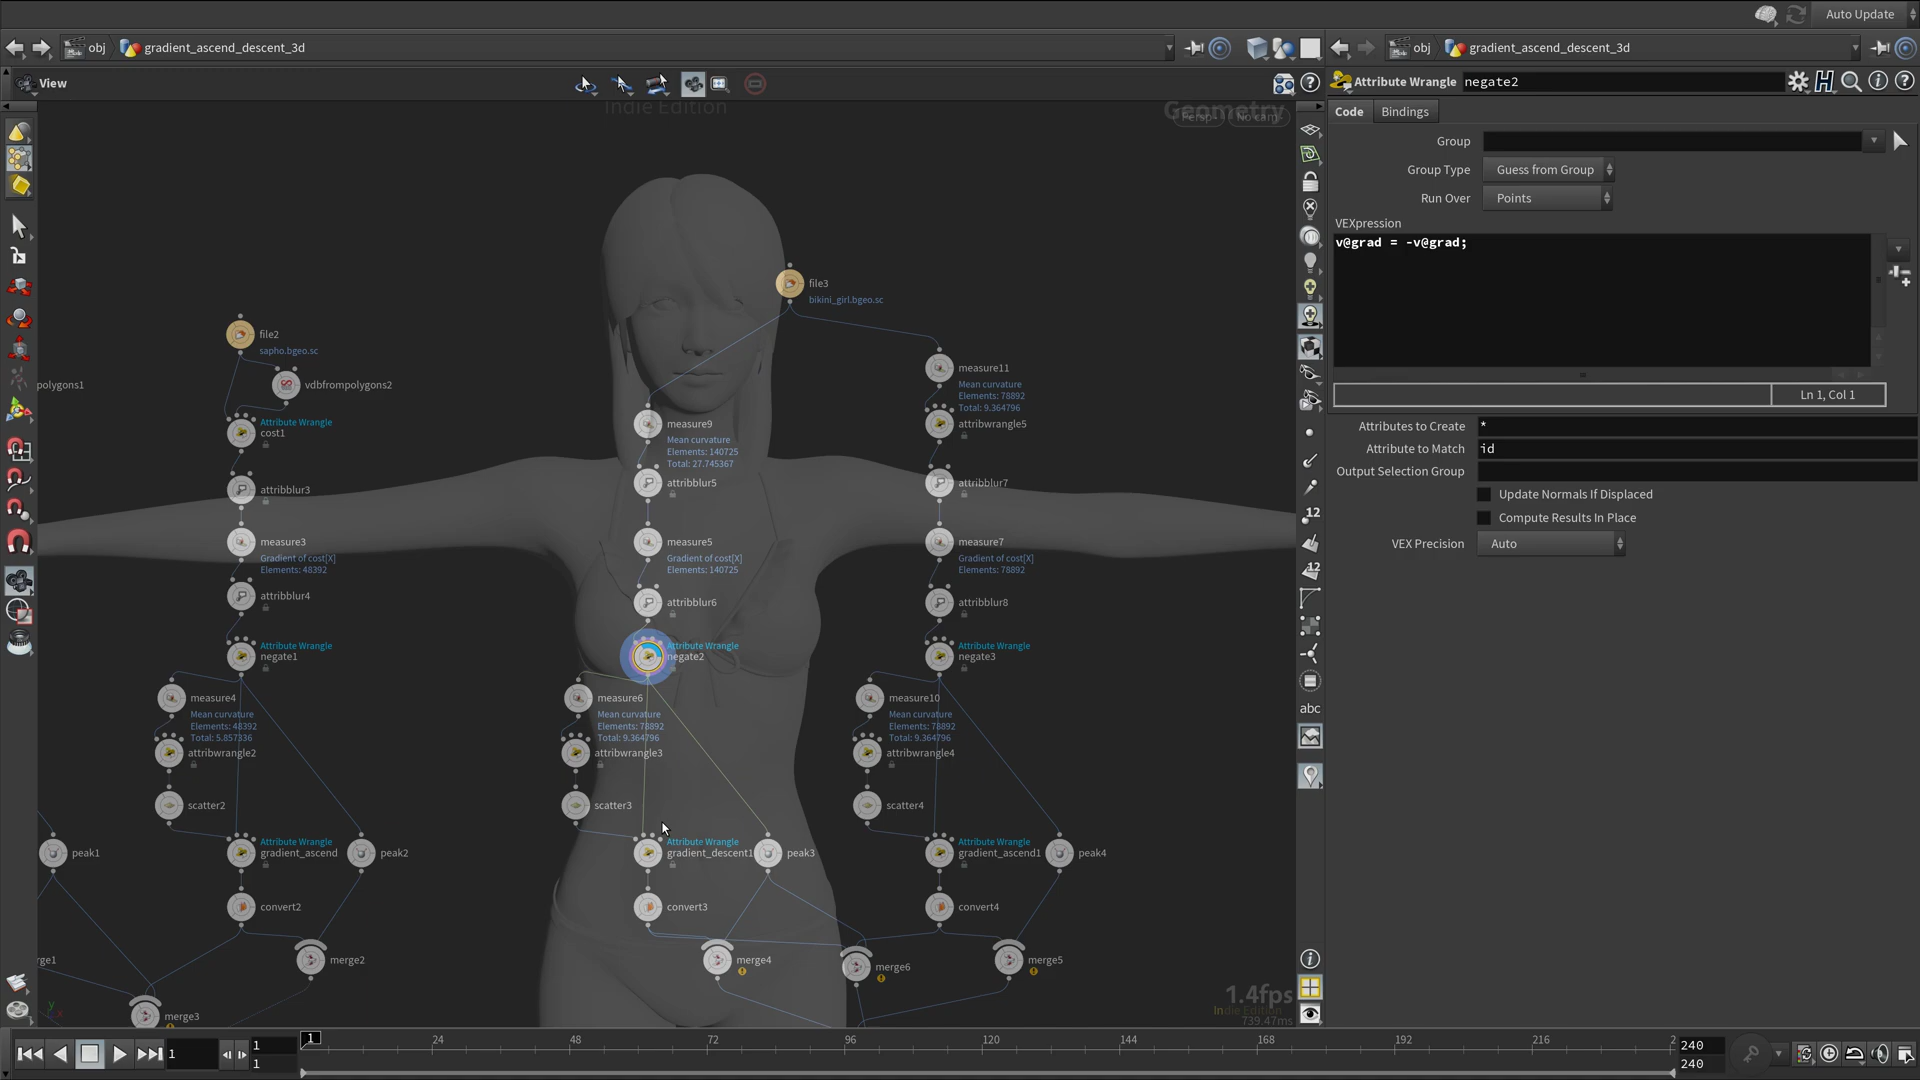 Auto Update
obj
gradient_ascend_descent_3d
obj
gradient_ascend_descent_3d
View
Attribute Wrangle
negate2
Indie Edition
Geometry
Persp
No cam
Code
Bindings
Group
Group Type
Guess from Group
Run Over
Points
VEXpression
v@grad = -v@grad;
Ln 1, Col 1
Attributes to Create
*
Attribute to Match
id
Output Selection Group
Update Normals If Displaced
Compute Results In Place
VEX Precision
Auto
file3
bikini_girl.bgeo.sc
file2
sapho.bgeo.sc
polygons1
vdbfrompolygons2
Attribute Wrangle
cost1
attribblur3
measure3
Gradient of cost[X]
Elements: 48392
attribblur4
Attribute Wrangle
negate1
measure4
Mean curvature
Elements: 48392
Total: 5.857336
attribwrangle2
scatter2
peak1
Attribute Wrangle
gradient_ascend
peak2
convert2
rge1
merge2
merge3
measure9
Mean curvature
Elements: 140725
Total: 27.745367
attribblur5
measure5
Gradient of cost[X]
Elements: 140725
attribblur6
Attribute Wrangle
negate2
measure6
Mean curvature
Elements: 78892
Total: 9.364796
attribwrangle3
scatter3
Attribute Wrangle
gradient_descent1
peak3
convert3
merge4
merge6
measure11
Mean curvature
Elements: 78892
Total: 9.364796
attribwrangle5
attribblur7
measure7
Gradient of cost[X]
Elements: 78892
attribblur8
Attribute Wrangle
negate3
measure10
Mean curvature
Elements: 78892
Total: 9.364796
attribwrangle4
scatter4
Attribute Wrangle
gradient_ascend1
peak4
convert4
merge5
12
12
abc
1.4fps
Indie Edition
739.47ms
y
x
1
1
1
1
24
48
72
96
120
144
168
192
216
2
240
240